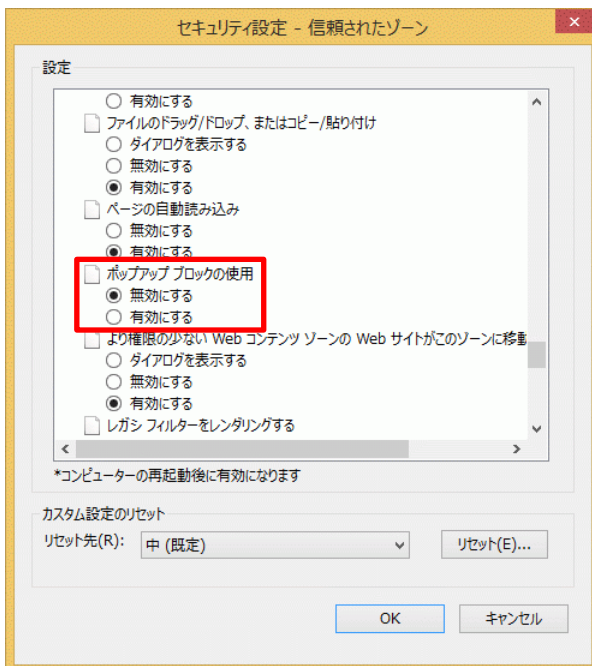 セキュリティ設定 - 信頼されたゾーン
×
設定
有効にする
ファイルのドラッグ/ドロップ、またはコピー/貼り付け
ダイアログを表示する
無効にする
有効にする
ページの自動読み込み
無効にする
有効にする
ポップアップ ブロックの使用
無効にする
有効にする
より権限の少ない Web コンテンツ ゾーンの Web サイトがこのゾーンに移動
ダイアログを表示する
無効にする
有効にする
レガシ フィルターをレンダリングする
*コンピューターの再起動後に有効になります
カスタム設定のリセット
リセット先(R): 中 (既定) リセット(E)...
OK キャンセル